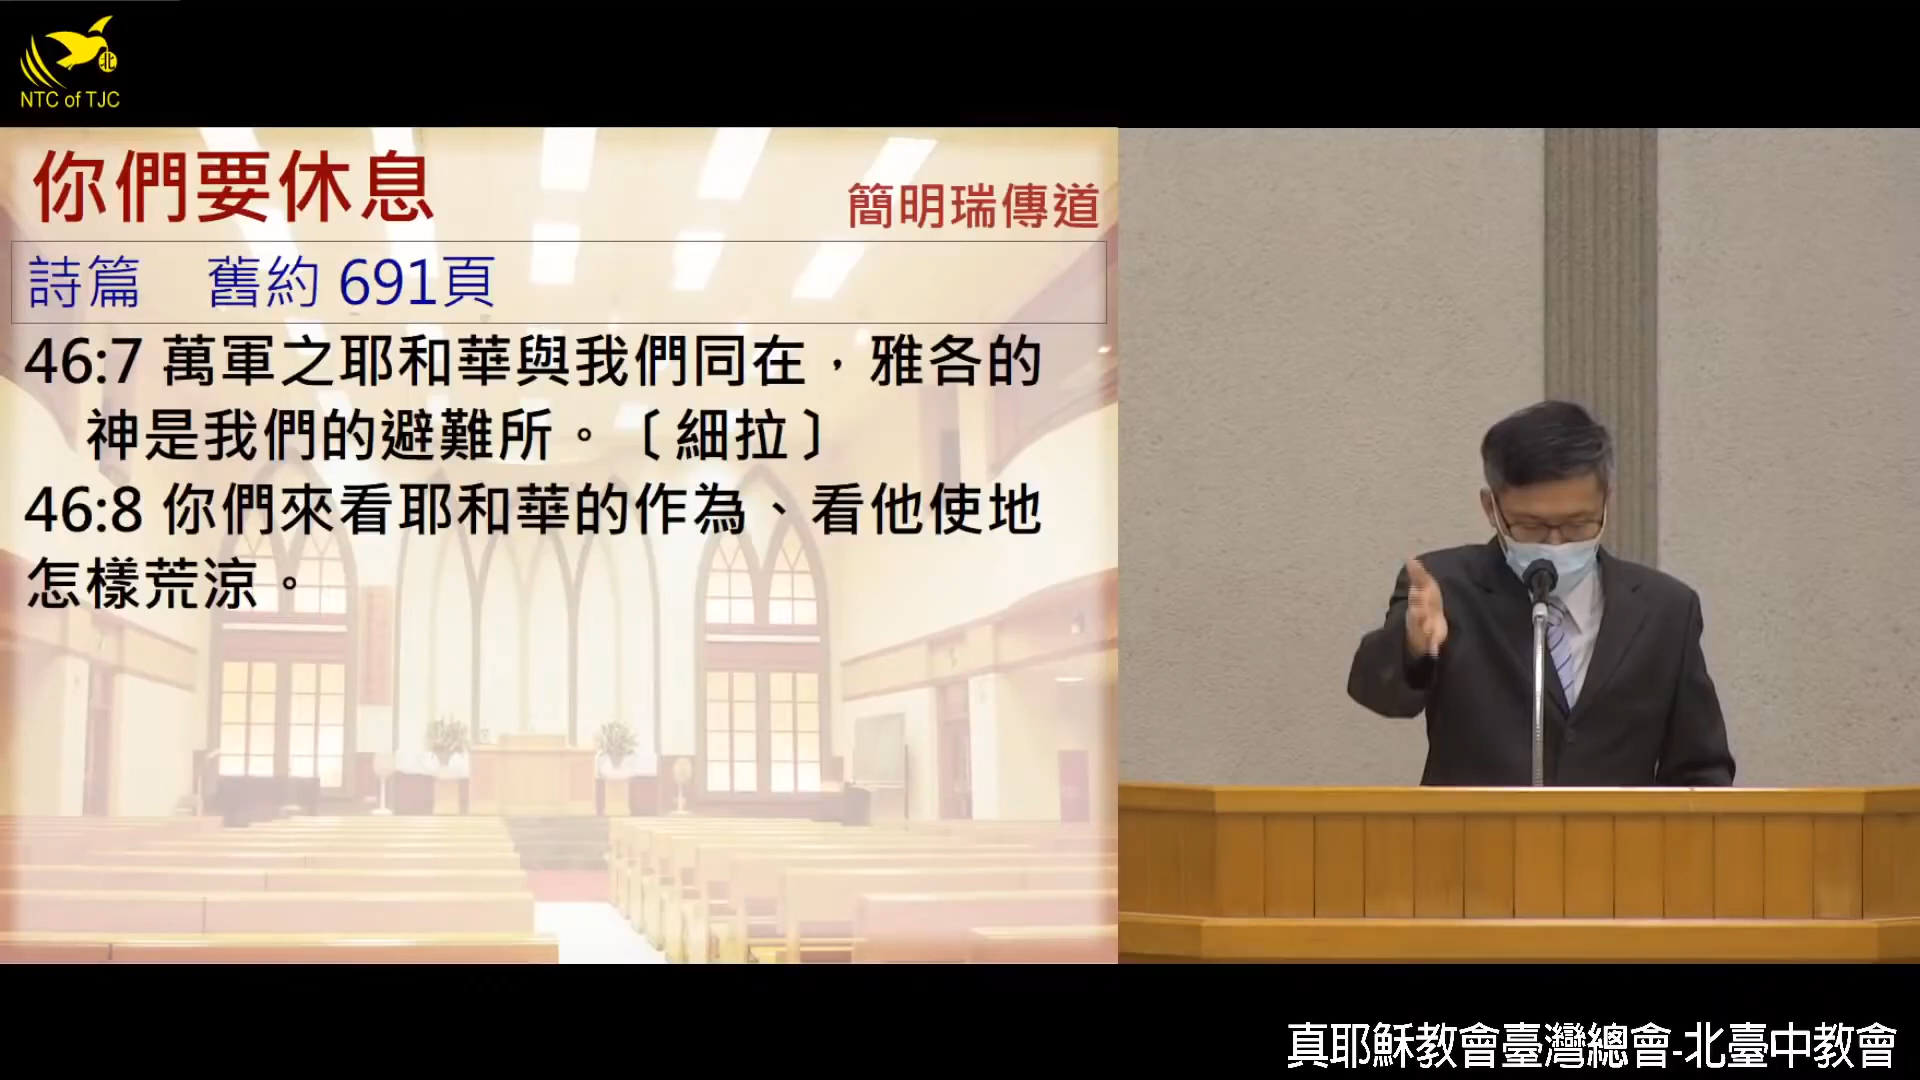 北
NTC of TJC
你們要休息
簡明瑞傳道
詩篇 舊約 691頁
46:7 萬軍之耶和華與我們同在，雅各的
神是我們的避難所。〔細拉〕
46:8 你們來看耶和華的作為、看他使地
怎樣荒涼。
真耶穌教會臺灣總會-北臺中教會